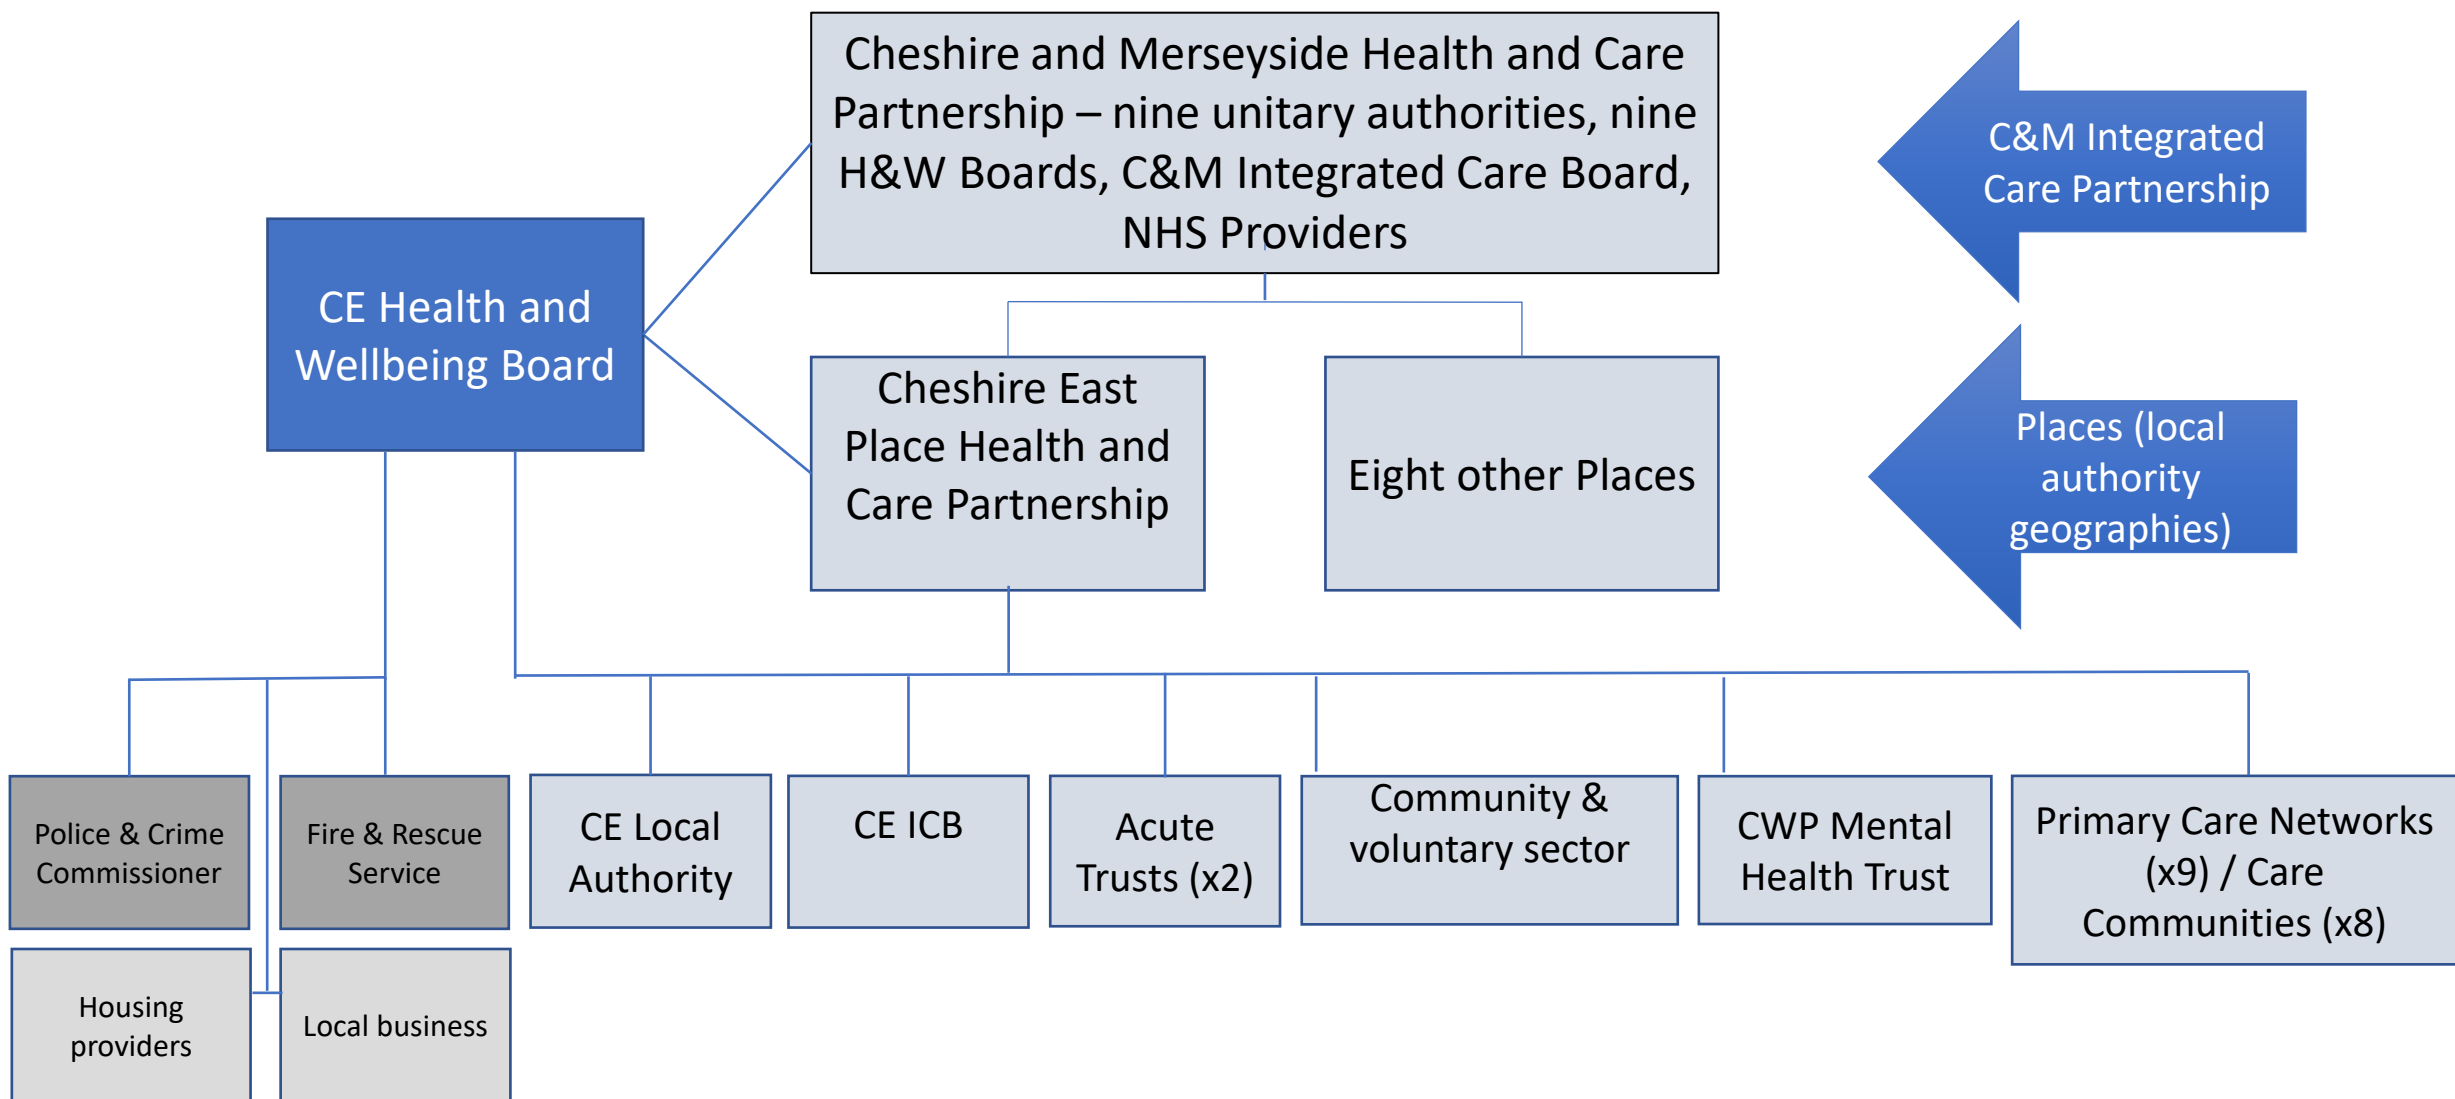 Cheshire and Merseyside Health and Care
Partnership – nine unitary authorities, nine
H&W Boards, C&M Integrated Care Board,
NHS Providers
C&M Integrated
Care Partnership
CE Health and
Wellbeing Board
Cheshire East
Place Health and
Care Partnership
Eight other Places
Places (local
authority
geographies)
Police & Crime
Commissioner
Fire & Rescue
Service
CE Local
Authority
CE ICB
Acute
Trusts (x2)
Community &
voluntary sector
CWP Mental
Health Trust
Primary Care Networks
(x9) / Care
Communities (x8)
Housing
providers
Local business